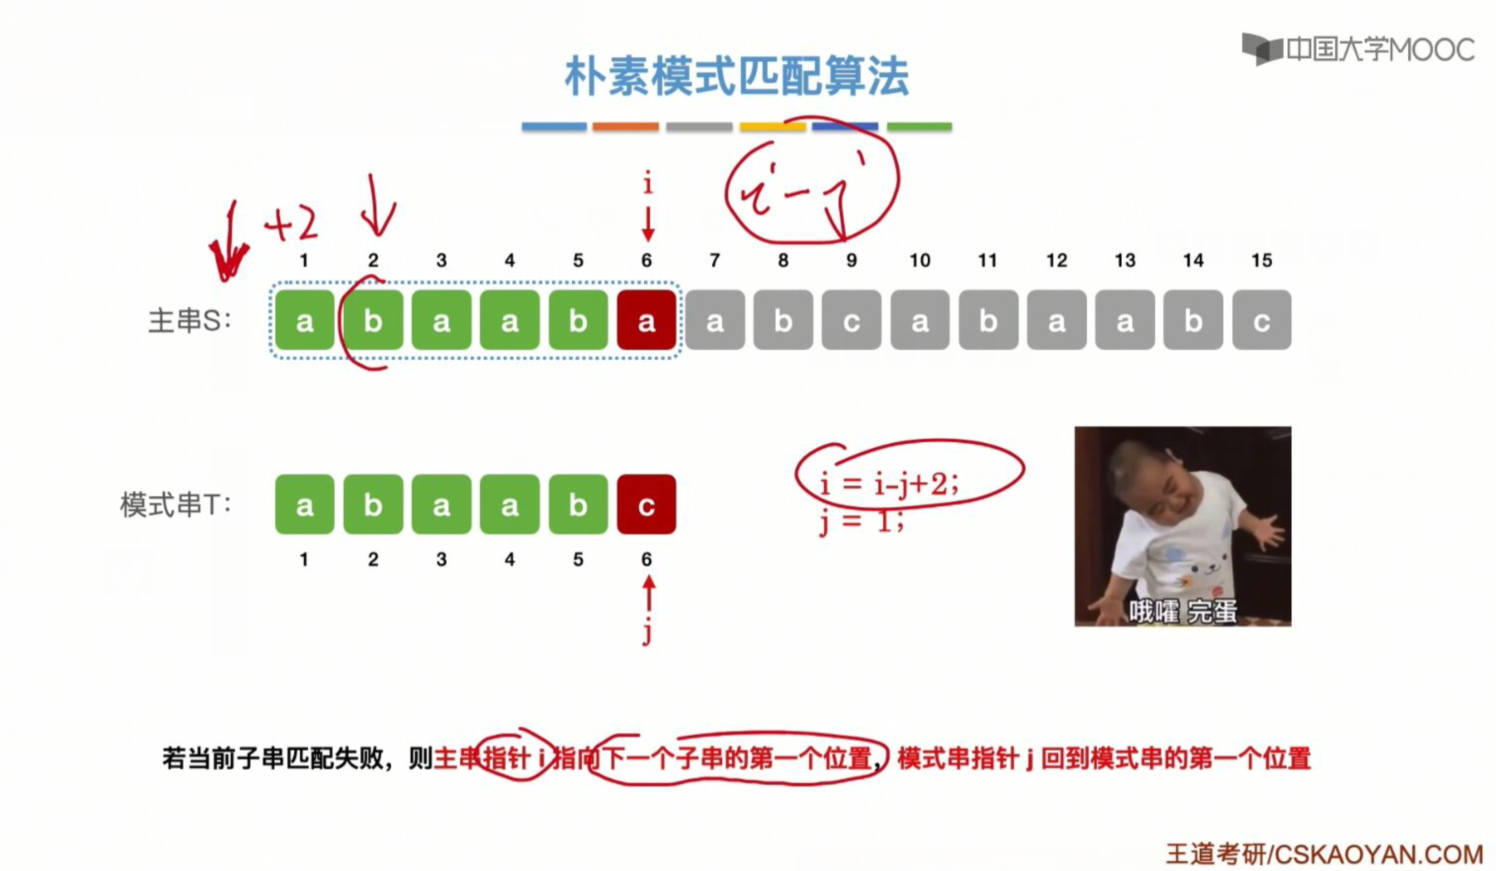 中国大学MOOC
朴素模式匹配算法
i
i - j
+2
1 2 3 4 5 6 7 8 9 10 11 12 13 14 15
主串S： a b a a b a a b c a b a a b c
模式串T： a b a a b c
1 2 3 4 5 6
j
i = i-j+2;
j = 1;
哦嚯 完蛋
若当前子串匹配失败，则主串指针 i 指向下一个子串的第一个位置，模式串指针 j 回到模式串的第一个位置
王道考研/CSKAOYAN.COM